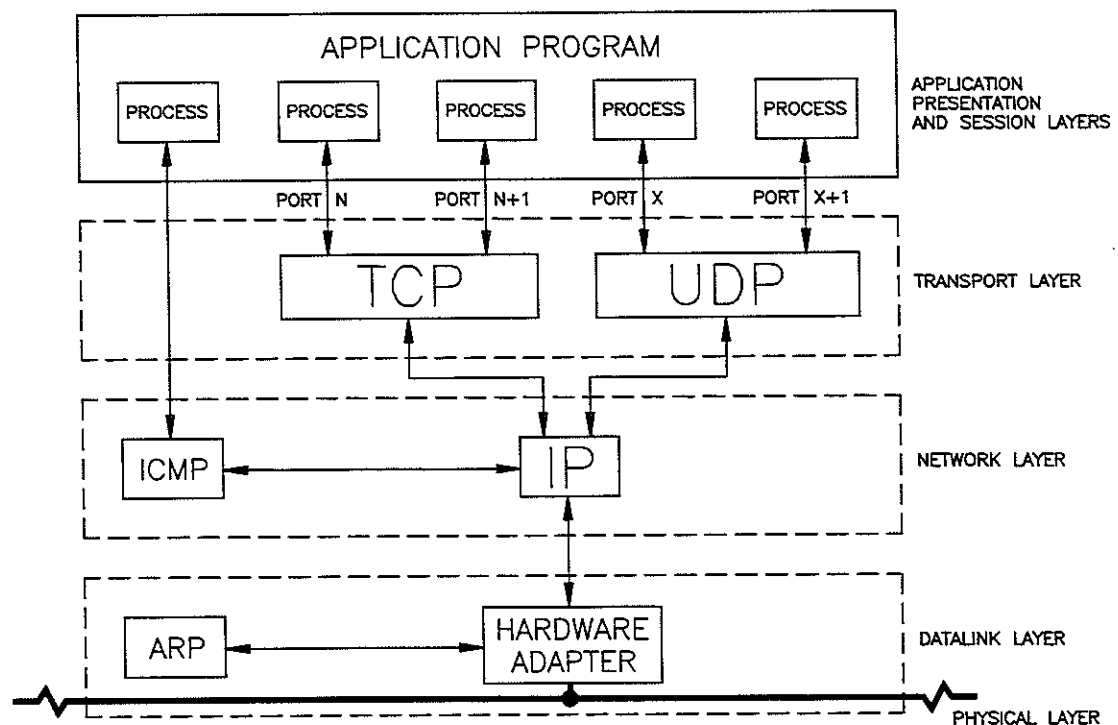 APPLICATION PROGRAM
PROCESS
PROCESS
PROCESS
PROCESS
PROCESS
APPLICATION
PRESENTATION
AND SESSION LAYERS
PORT N
PORT N+1
PORT X
PORT X+1
TCP
UDP
TRANSPORT LAYER
ICMP
IP
NETWORK LAYER
ARP
HARDWARE
ADAPTER
DATALINK LAYER
PHYSICAL LAYER